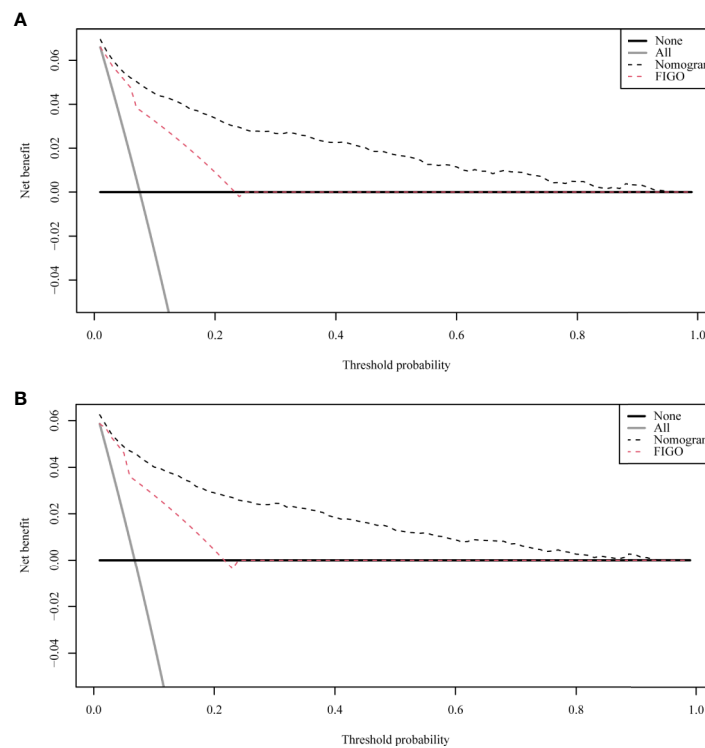 A
None
All
Nomogran
FIGO
0.06
0.04
0.02
0.00
−0.02
−0.04
Net benefit
0.0 0.2 0.4 0.6 0.8 1.0
Threshold probability
B
None
All
Nomogran
FIGO
0.06
0.04
0.02
0.00
−0.02
−0.04
Net benefit
0.0 0.2 0.4 0.6 0.8 1.0
Threshold probability